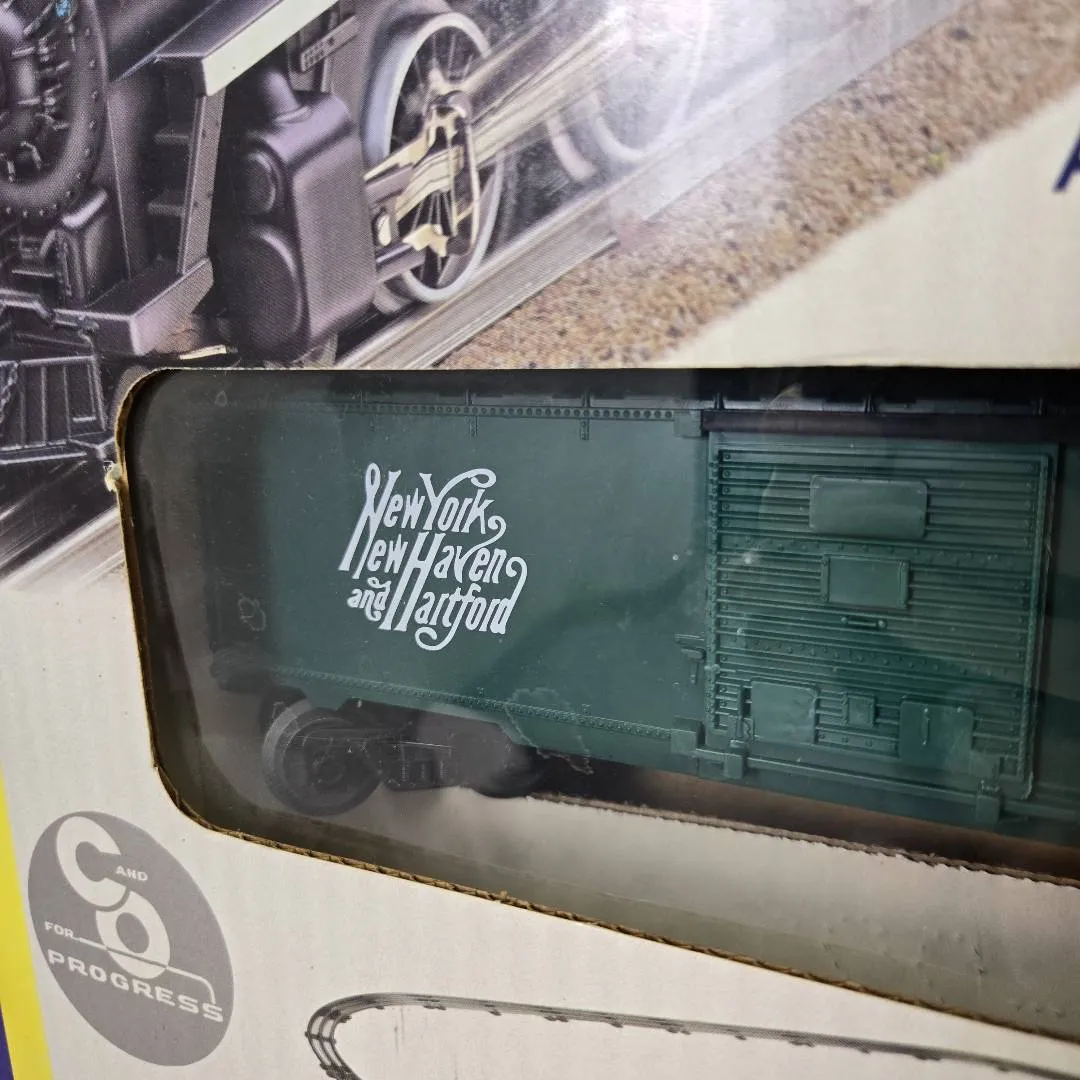 New York
New Haven
and Hartford
C AND
O
FOR
PROGRESS